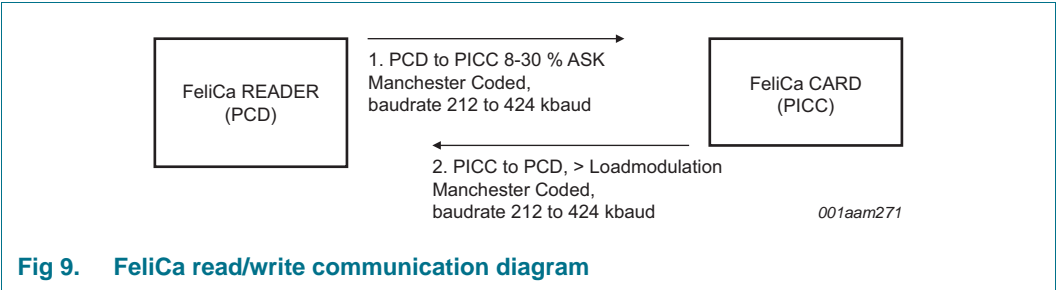 FeliCa READER
(PCD)
1. PCD to PICC 8-30 % ASK
Manchester Coded,
baudrate 212 to 424 kbaud
FeliCa CARD
(PICC)
2. PICC to PCD, > Loadmodulation
Manchester Coded,
baudrate 212 to 424 kbaud
001aam271
Fig 9. FeliCa read/write communication diagram